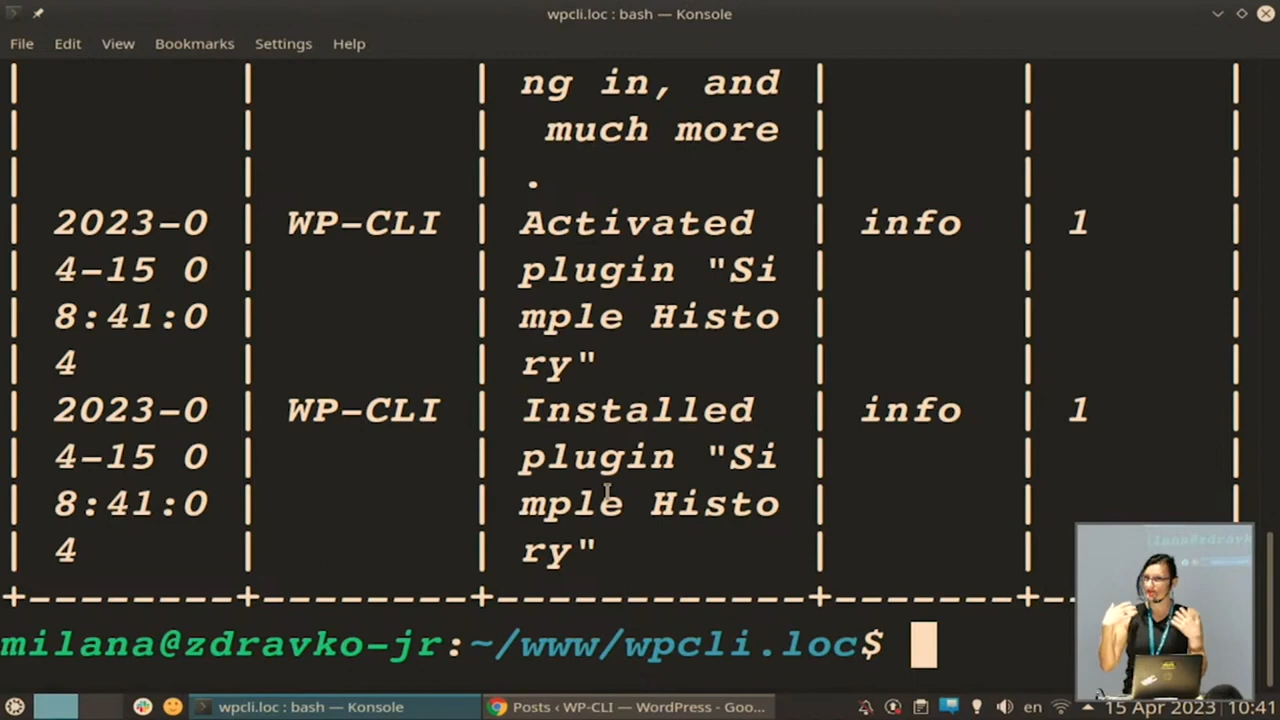 wpcli.loc : bash — Konsole
File Edit View Bookmarks Settings Help
| | | ng in, and | | |
| | | much more | | |
| | | . | | |
| 2023-0 | WP-CLI | Activated | info | 1 |
| 4-15 0 | | plugin "Si | | |
| 8:41:0 | | mple Histo | | |
| 4 | | ry" | | |
| 2023-0 | WP-CLI | Installed | info | 1 |
| 4-15 0 | | plugin "Si | | |
| 8:41:0 | | mple Histo | | |
| 4 | | ry" | | |
+--------+--------+------------+-------+--
milana@zdravko-jr:~/www/wpcli.loc$
wpcli.loc : bash — Konsole Posts ‹ WP-CLI — WordPress - Goo... en 15 Apr 2023 10:41